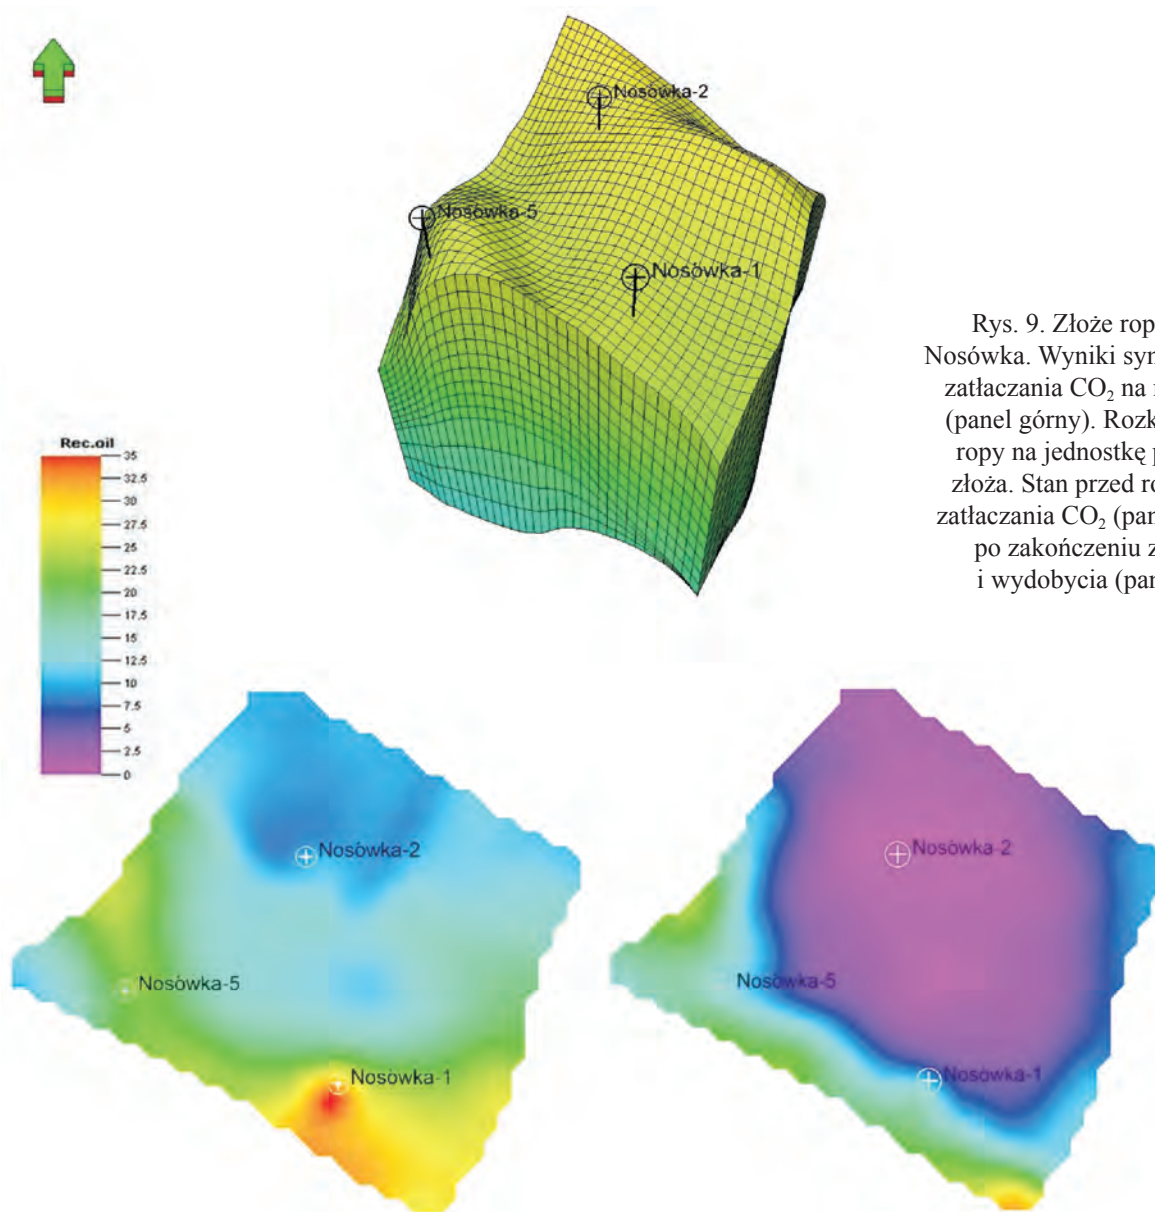 Nosówka-2
Nosówka-5
Nosówka-1
Rys. 9. Złoże rop
Nosówka. Wyniki syn
zatłaczania CO₂ na
(panel górny). Rozk
ropy na jednostkę
złoża. Stan przed ro
zatłaczania CO₂ (pan
po zakończeniu z
i wydobycia (par
Rec.oil
35
32.5
30
27.5
25
22.5
20
17.5
15
12.5
10
7.5
5
2.5
0
Nosówka-2
Nosówka-5
Nosówka-1
Nosówka-2
Nosówka-5
Nosówka-1